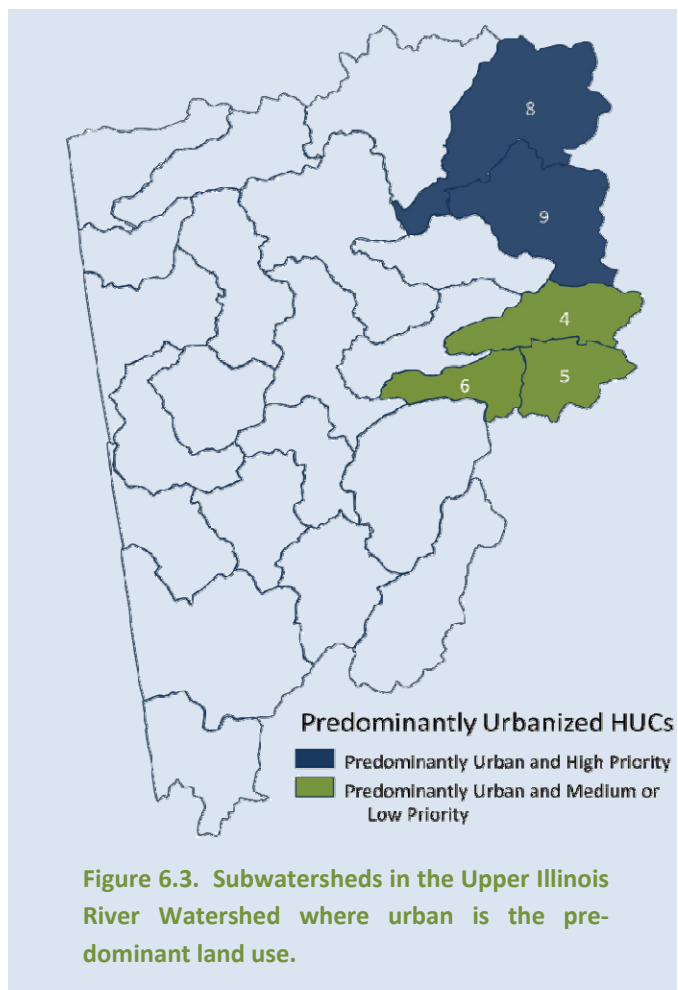 8
9
4
5
6
Predominantly Urbanized HUCs
Predominantly Urban and High Priority
Predominantly Urban and Medium or
Low Priority
Figure 6.3. Subwatersheds in the Upper Illinois
River Watershed where urban is the pre-
dominant land use.